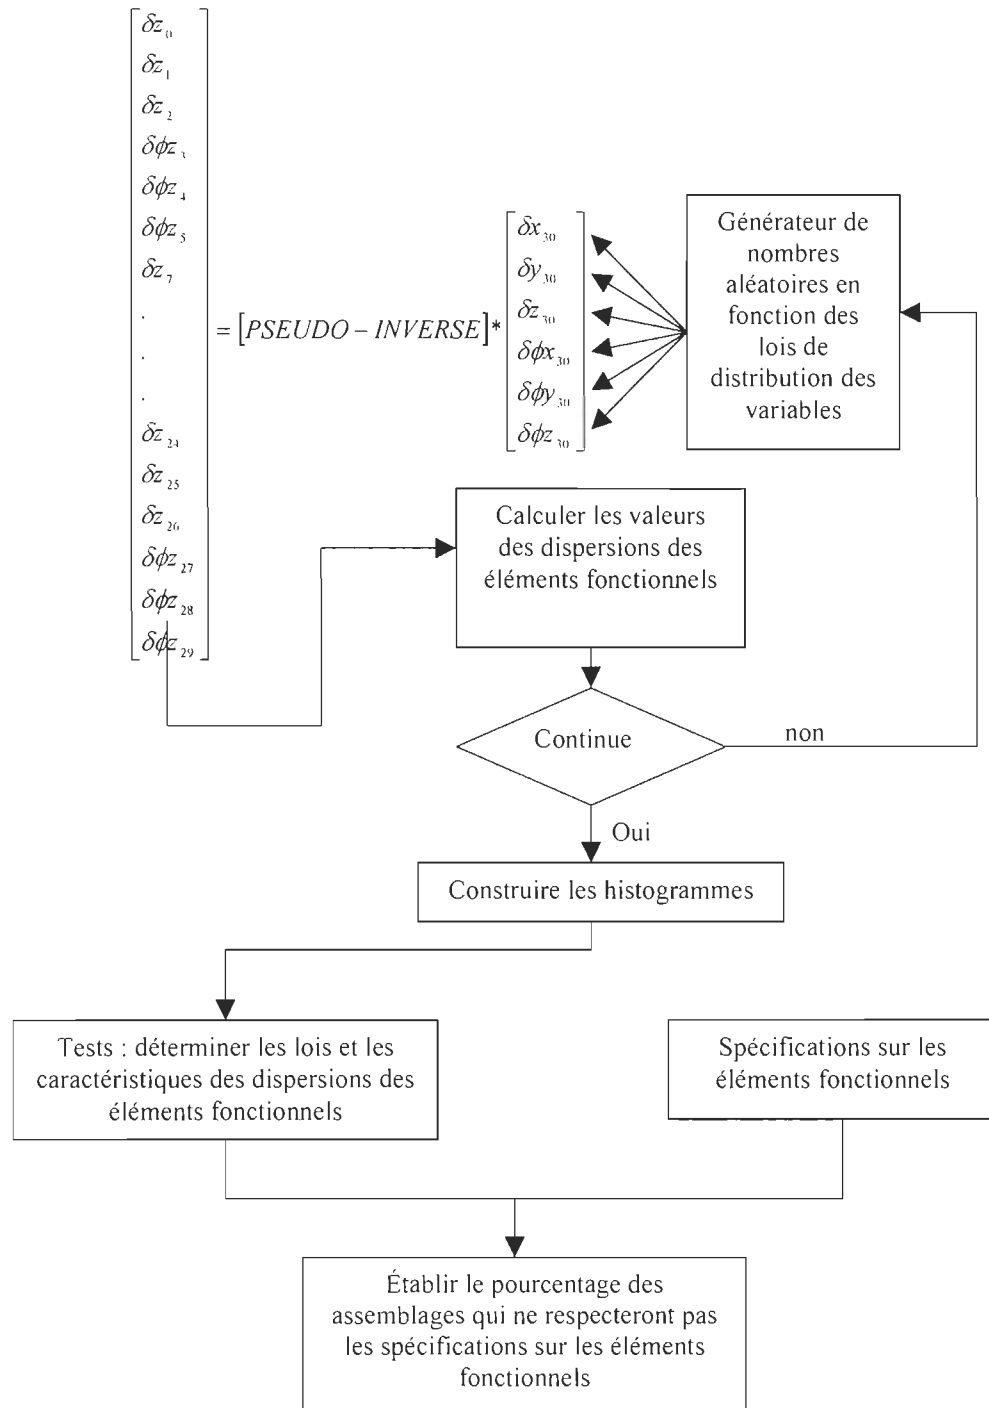 δz₀
δz₁
δz₂
δϕz₃
δϕz₄
δϕz₅
δz₇
.
.
.
δz₂₄
δz₂₅
δz₂₆
δϕz₂₇
δϕz₂₈
δϕz₂₉
= [PSEUDO – INVERSE]*
δx₃₀
δy₃₀
δz₃₀
δϕx₃₀
δϕy₃₀
δϕz₃₀
Générateur de
nombres
aléatoires en
fonction des
lois de
distribution des
variables
Calculer les valeurs
des dispersions des
éléments fonctionnels
Continue
non
Oui
Construire les histogrammes
Tests : déterminer les lois et les
caractéristiques des dispersions des
éléments fonctionnels
Spécifications sur les
éléments fonctionnels
Établir le pourcentage des
assemblages qui ne respecteront pas
les spécifications sur les éléments
fonctionnels